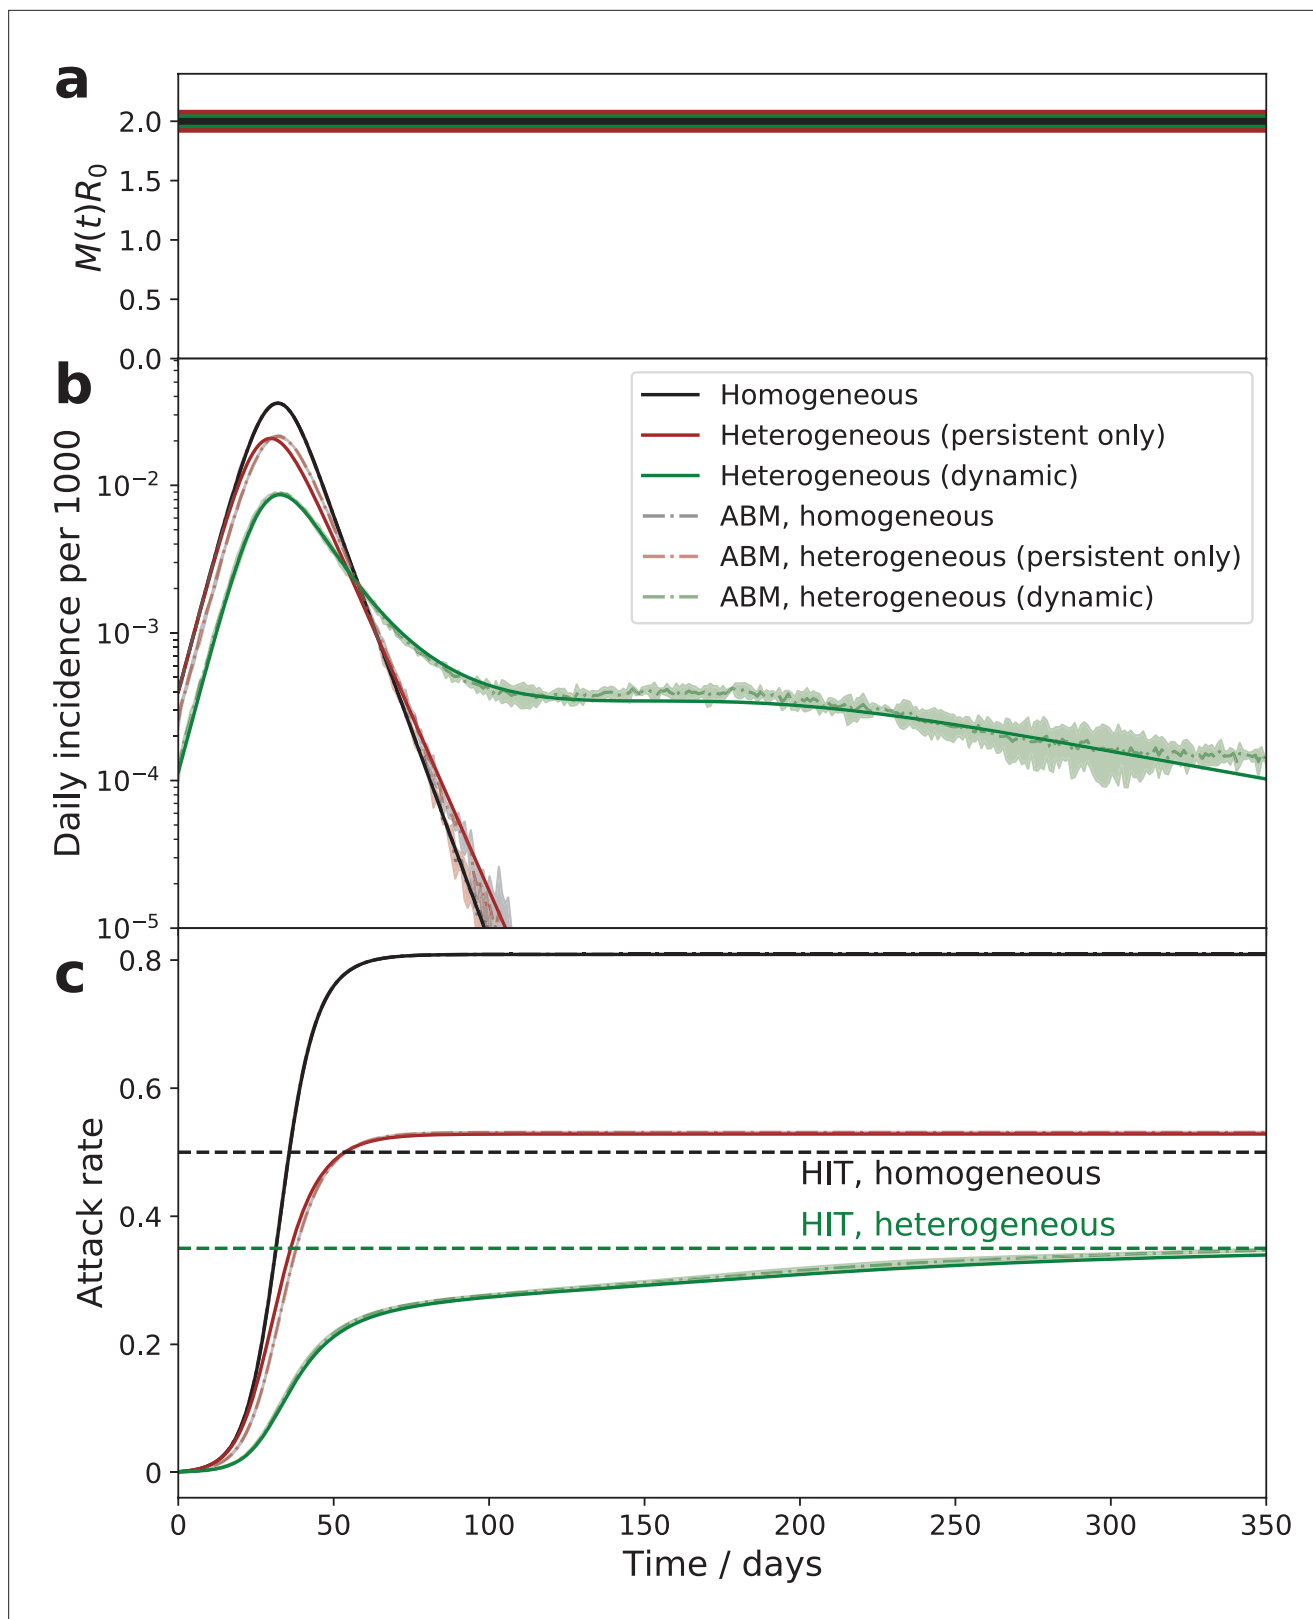 a
2.0
1.5
1.0
0.5
0.0
M(t)R₀
b
10⁻²
10⁻³
10⁻⁴
10⁻⁵
Daily incidence per 1000
Homogeneous
Heterogeneous (persistent only)
Heterogeneous (dynamic)
ABM, homogeneous
ABM, heterogeneous (persistent only)
ABM, heterogeneous (dynamic)
c
0.8
0.6
0.4
0.2
0
Attack rate
HIT, homogeneous
HIT, heterogeneous
0 50 100 150 200 250 300 350
Time / days